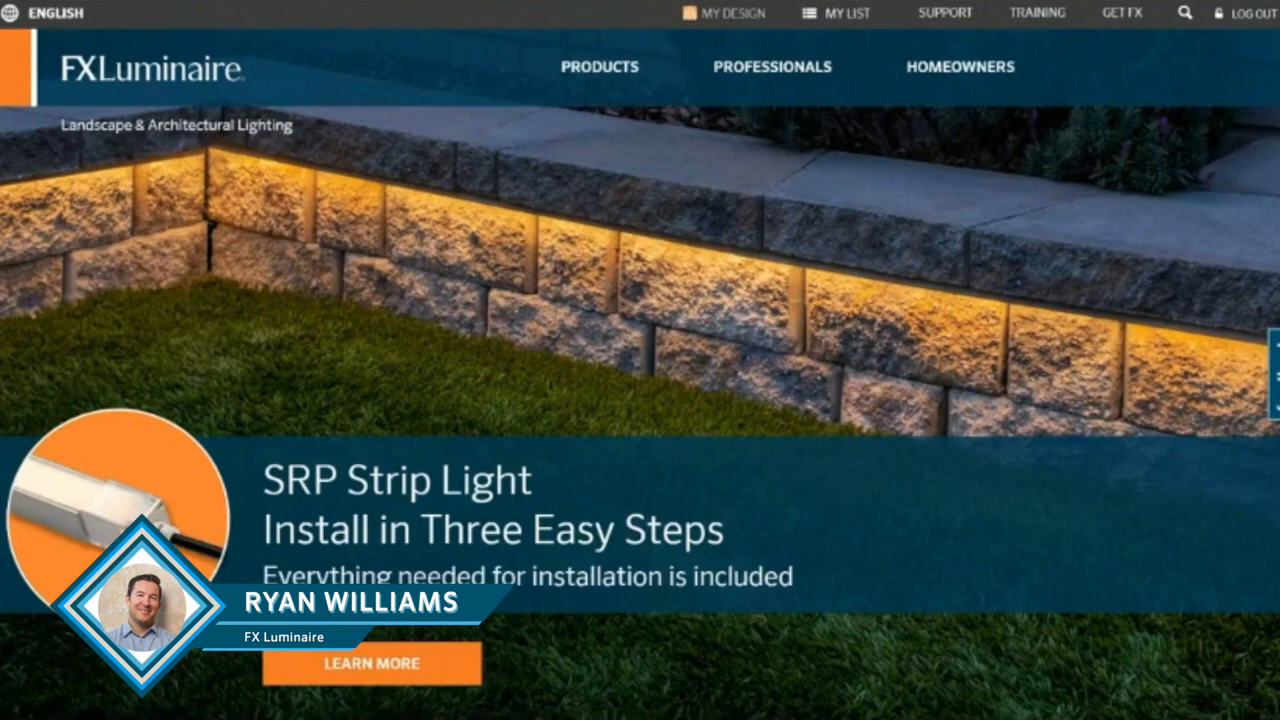 ENGLISH
MY DESIGN
MY LIST
SUPPORT
TRAINING
GET FX
LOG OUT
FXLuminaire
PRODUCTS
PROFESSIONALS
HOMEOWNERS
Landscape & Architectural Lighting
SRP Strip Light
Install in Three Easy Steps
Everything needed for installation is included
RYAN WILLIAMS
FX Luminaire
LEARN MORE